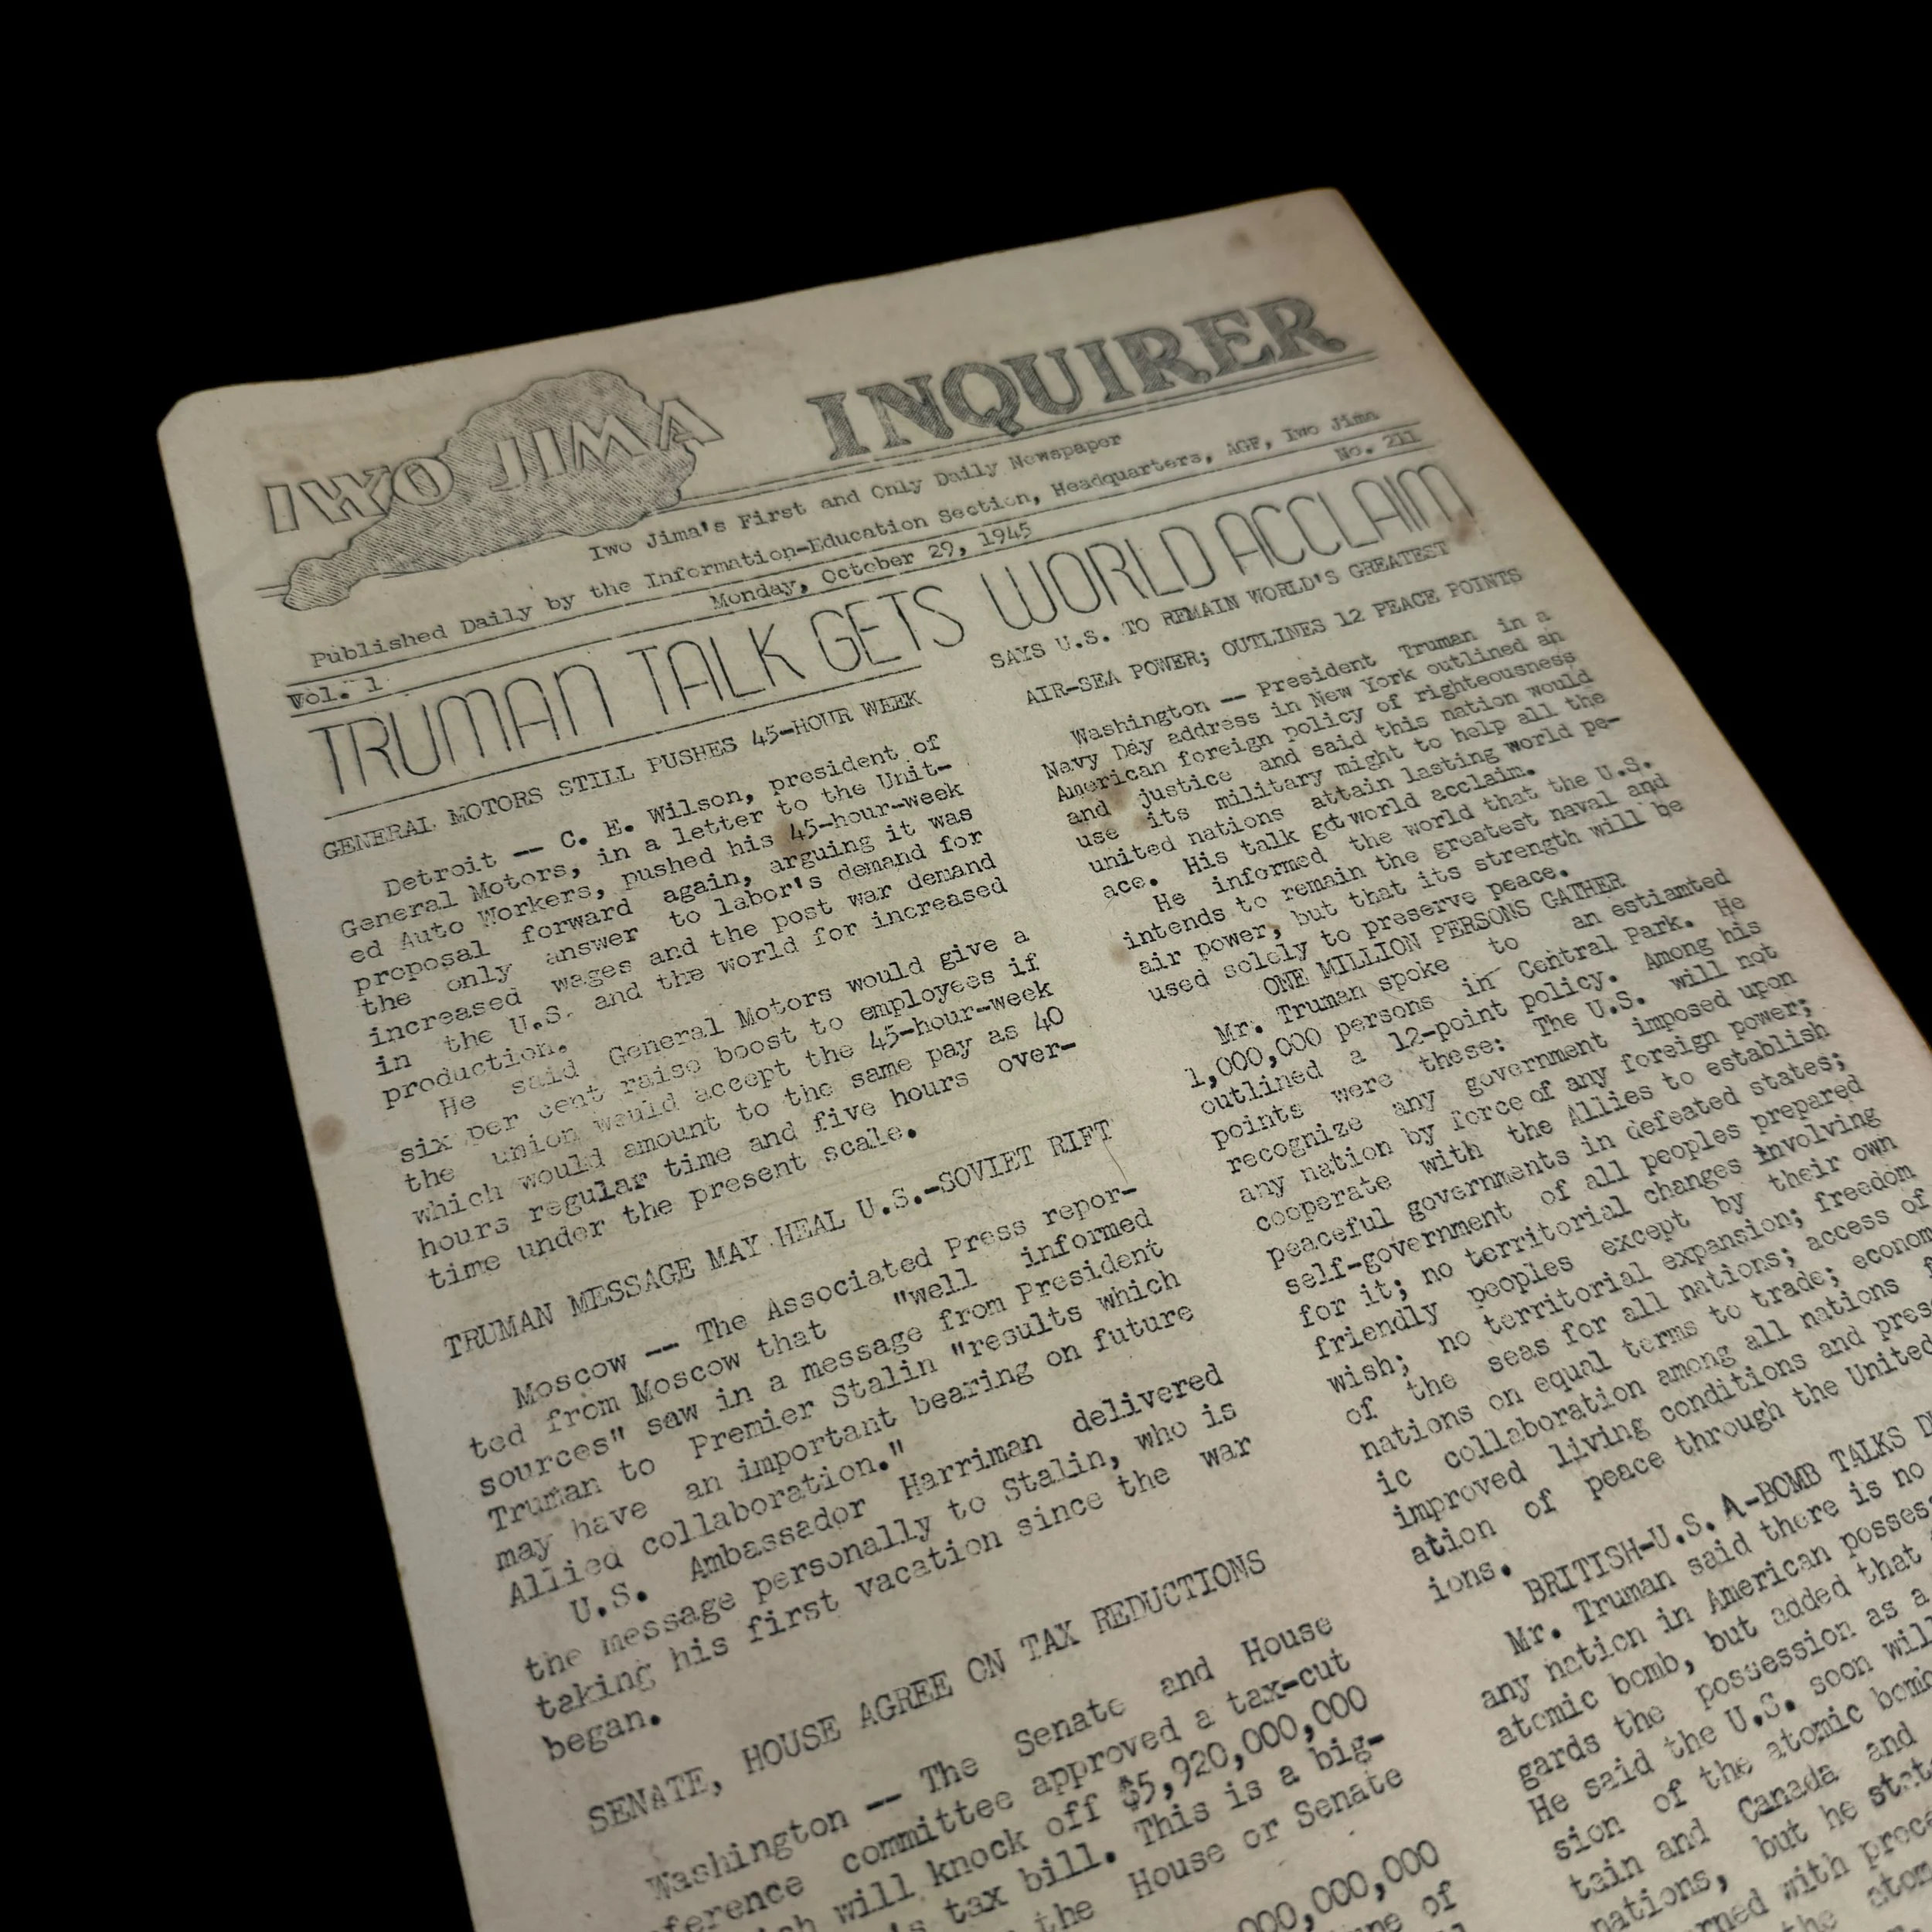 IWO JIMA INQUIRER
Iwo Jima's First and Only Daily Newspaper
Published Daily by the Information-Education Section, Headquarters, AGF, Iwo Jima
Vol. 1 Monday, October 29, 1945 No. 211
TRUMAN TALK GETS WORLD ACCLAIM
GENERAL MOTORS STILL PUSHES 45-HOUR WEEK
Detroit -- C. E. Wilson, president of
General Motors, in a letter to the Unit-
ed Auto Workers, pushed his 45-hour-week
proposal forward again, arguing it was
the only answer to labor's demand for
increased wages and the post war demand
in the U.S. and the world for increased
production.
He said General Motors would give a
six per cent raise boost to employees if
the union would accept the 45-hour-week
which would amount to the same pay as 40
hours regular time and five hours over-
time under the present scale.
TRUMAN MESSAGE MAY HEAL U.S.-SOVIET RIFT
Moscow -- The Associated Press repor-
ted from Moscow that "well informed
sources" saw in a message from President
Truman to Premier Stalin "results which
may have an important bearing on future
Allied collaboration."
U.S. Ambassador Harriman delivered
the message personally to Stalin, who is
taking his first vacation since the war
began.
SENATE, HOUSE AGREE ON TAX REDUCTIONS
Washington -- The Senate and House
committee approved a tax-cut
will knock off $5,920,000,000
tax bill. This is a big-
the House or Senate
000,000,000
of
SAYS U.S. TO REMAIN WORLD'S GREATEST
AIR-SEA POWER; OUTLINES 12 PEACE POINTS
Washington -- President Truman in a
Navy Day address in New York outlined an
American foreign policy of righteousness
and justice and said this nation would
use its military might to help all the
united nations attain lasting world pe-
ace. His talk got world acclaim.
He informed the world that the U.S.
intends to remain the greatest naval and
air power, but that its strength will be
used solely to preserve peace.
ONE MILLION PERSONS GATHER
Mr. Truman spoke to an estiamted
1,000,000 persons in Central Park. He
outlined a 12-point policy. Among his
points were these: The U.S. will not
recognize any government imposed upon
any nation by force of any foreign power;
cooperate with the Allies to establish
peaceful governments in defeated states;
self-government of all peoples prepared
for it; no territorial changes involving
friendly peoples except by their own
wish; no territorial expansion; freedom
of the seas for all nations; access of
nations on equal terms to trade; econom
ic collaboration among all nations
improved living conditions and
ation of peace through the United
ions.
BRITISH-U.S. A-BOMB TALKS
Mr. Truman said there is no
any nation in American
atomic bomb, but added that
gards the possession as a
He said the U.S. soon
sion of the atomic
tain and Canada and
nations, but he
with
the atom